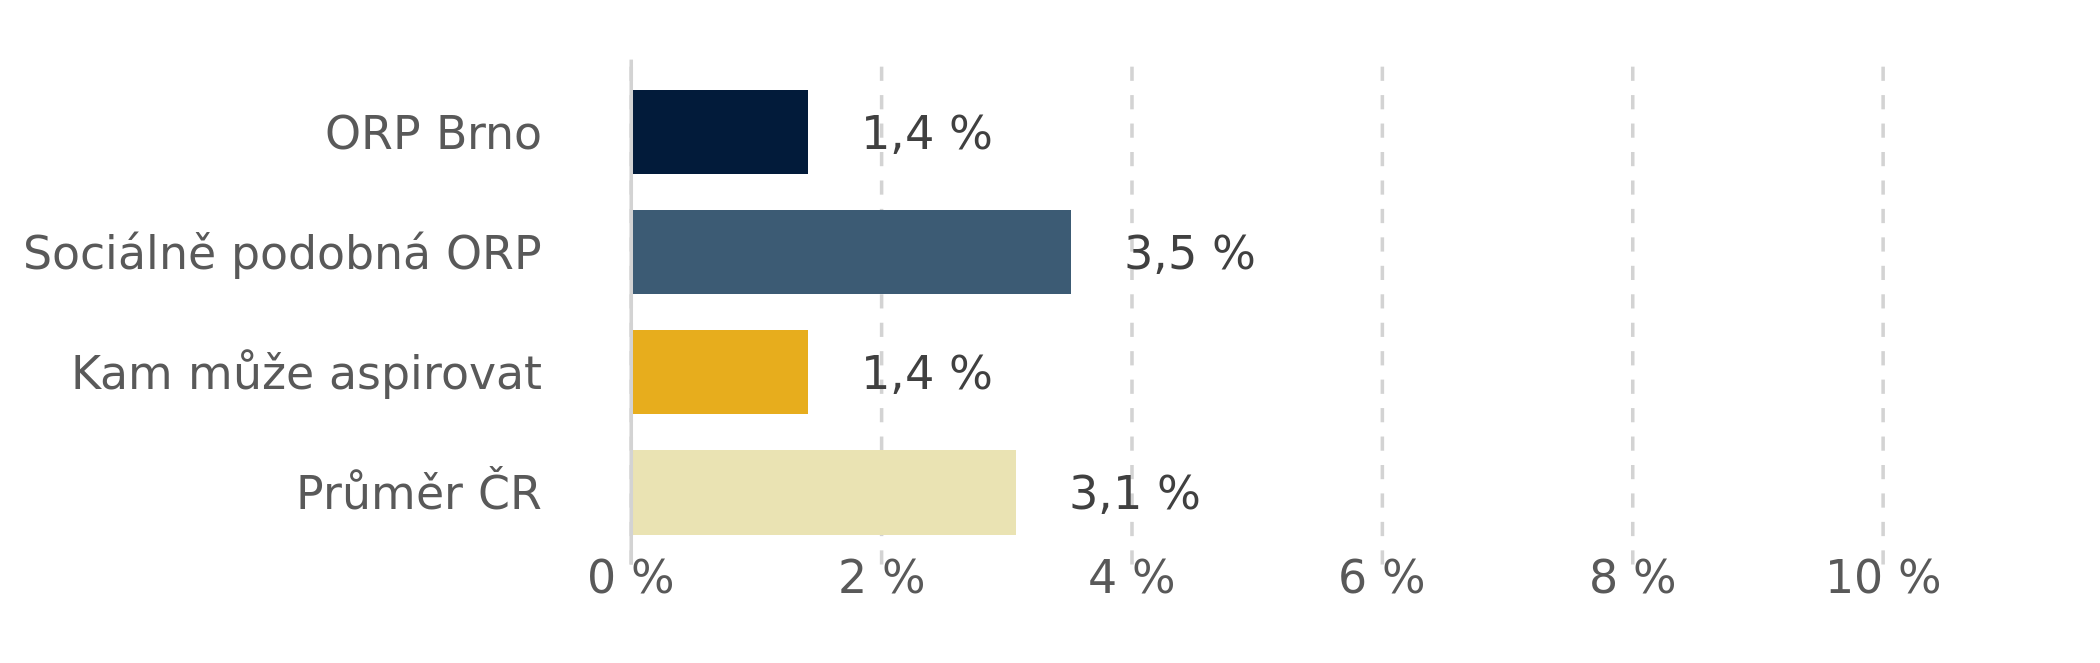 ORP Brno 1,4 %
Sociálně podobná ORP 3,5 %
Kam může aspirovat 1,4 %
Průměr ČR 3,1 %
0 % 2 % 4 % 6 % 8 % 10 %